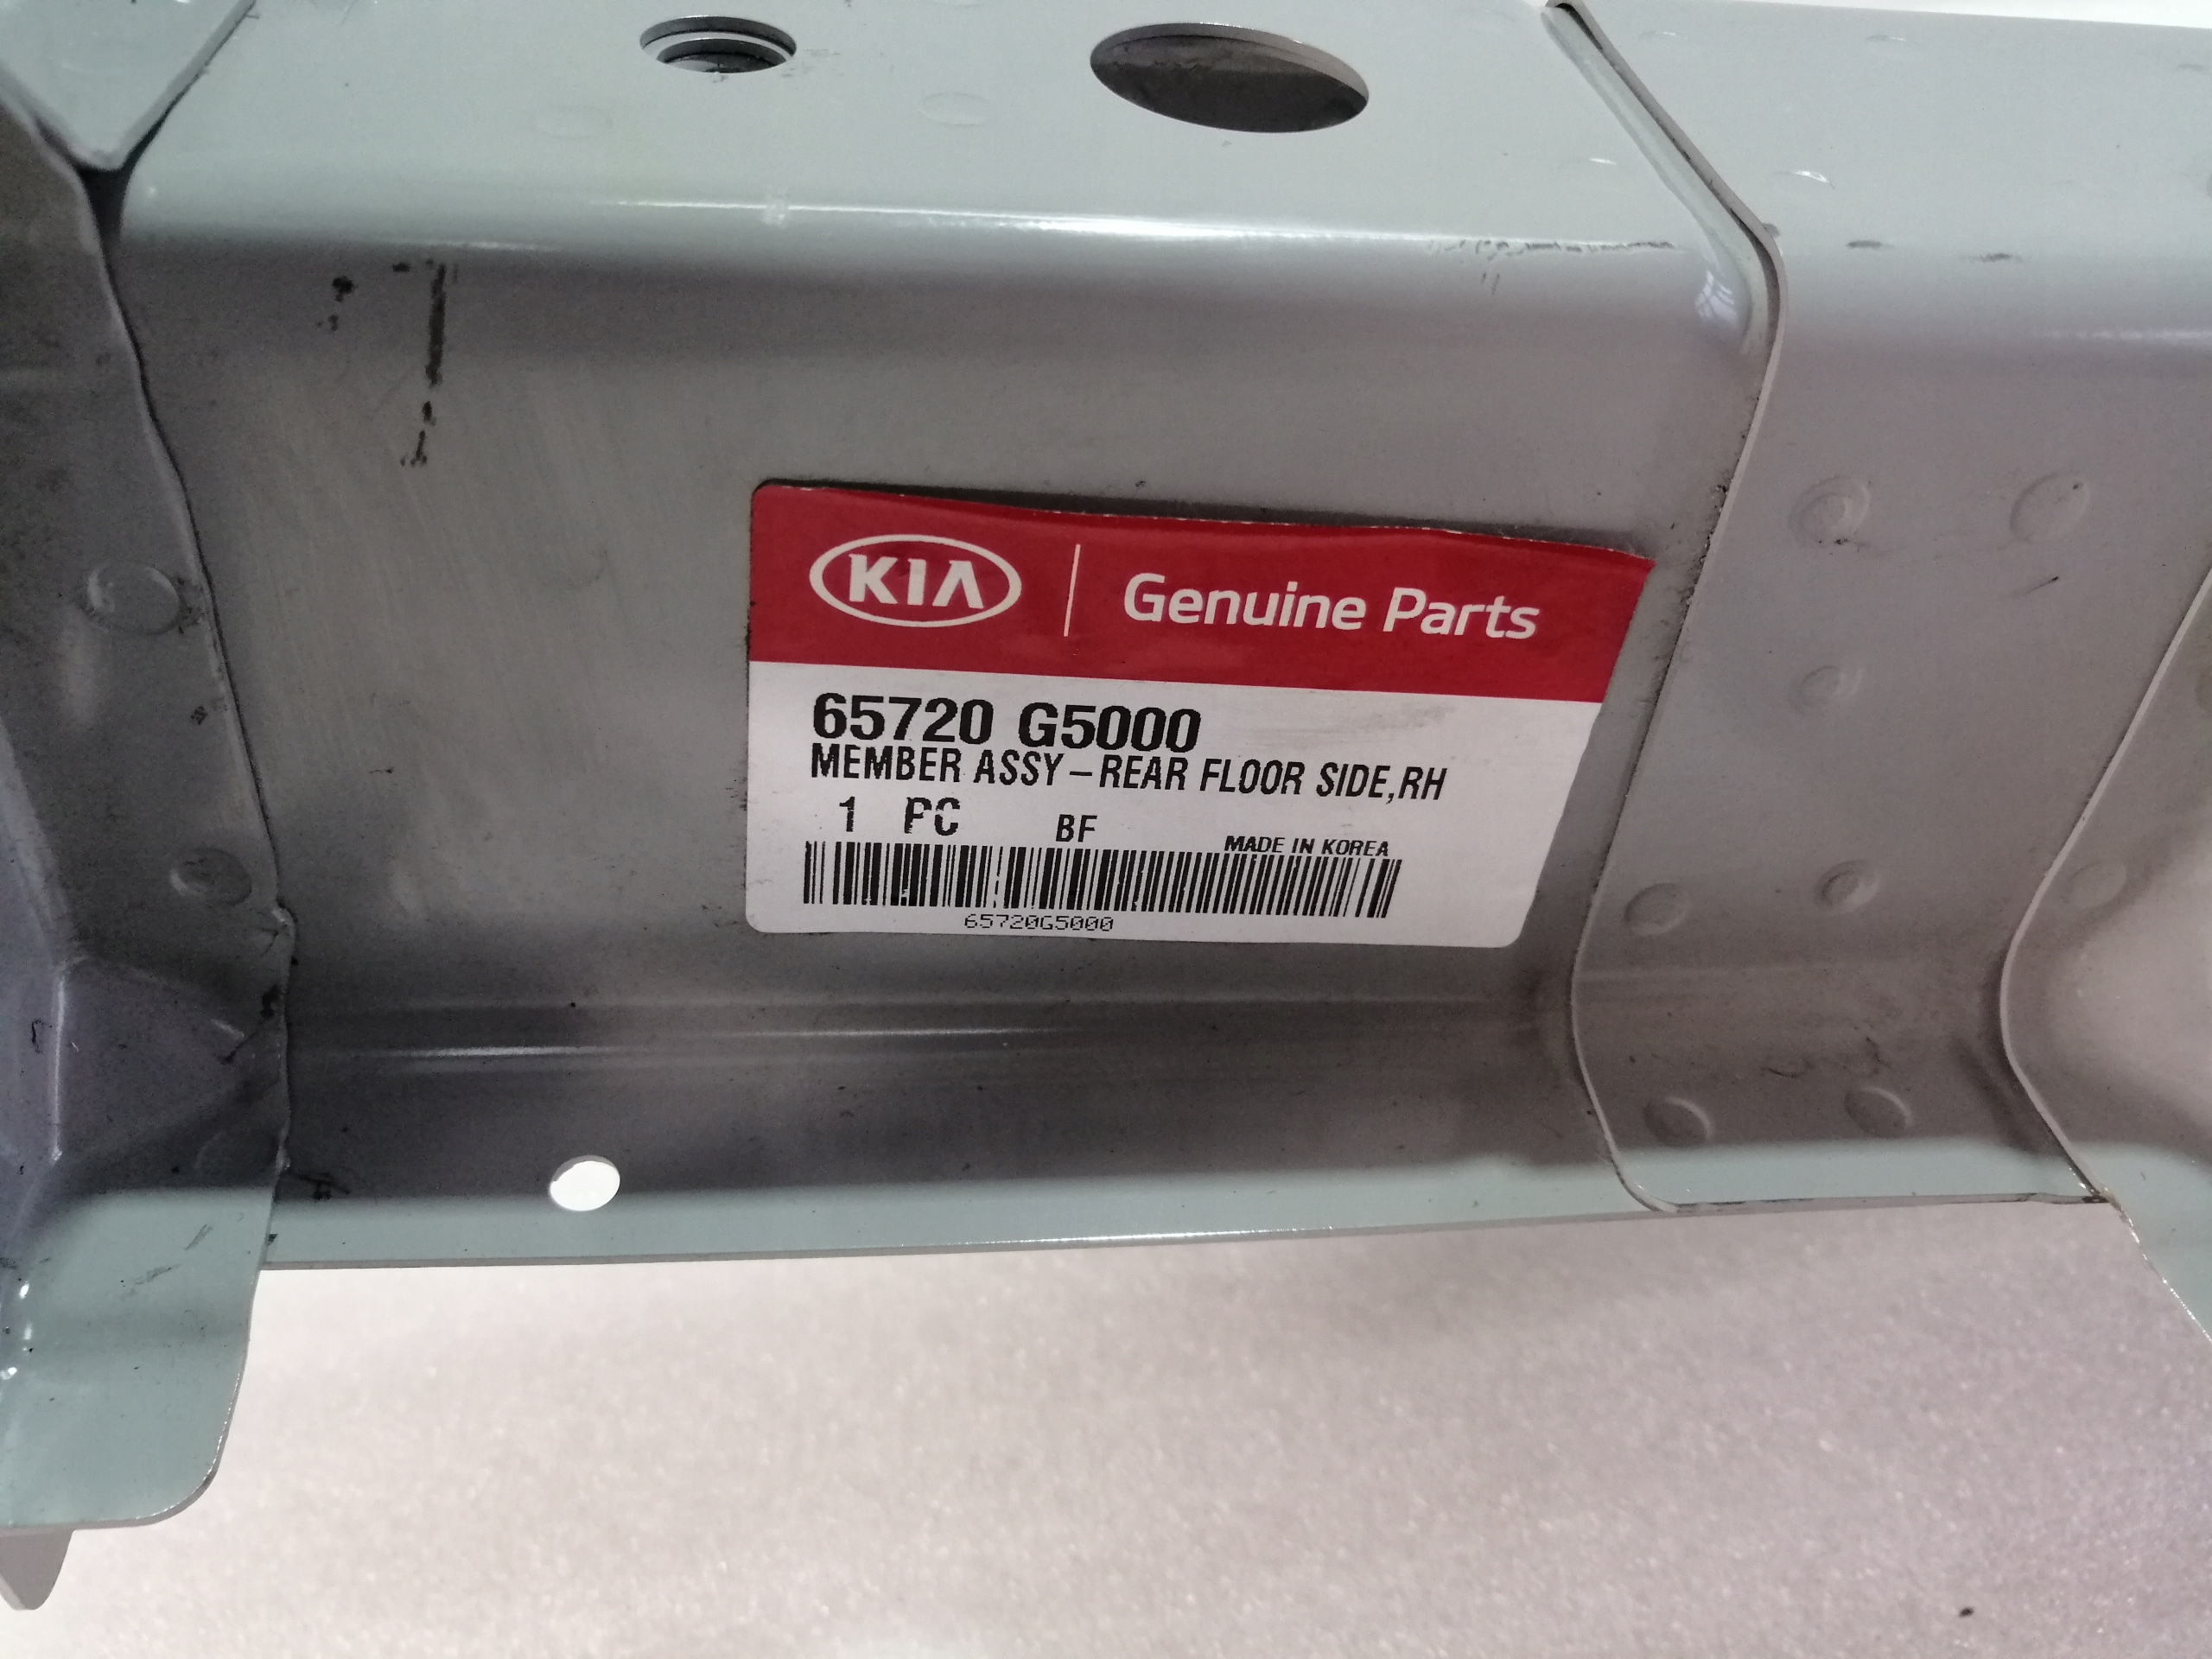 KIA Genuine Parts
65720 G5000
MEMBER ASSY-REAR FLOOR SIDE,RH
1 PC BF
MADE IN KOREA
65720G5000